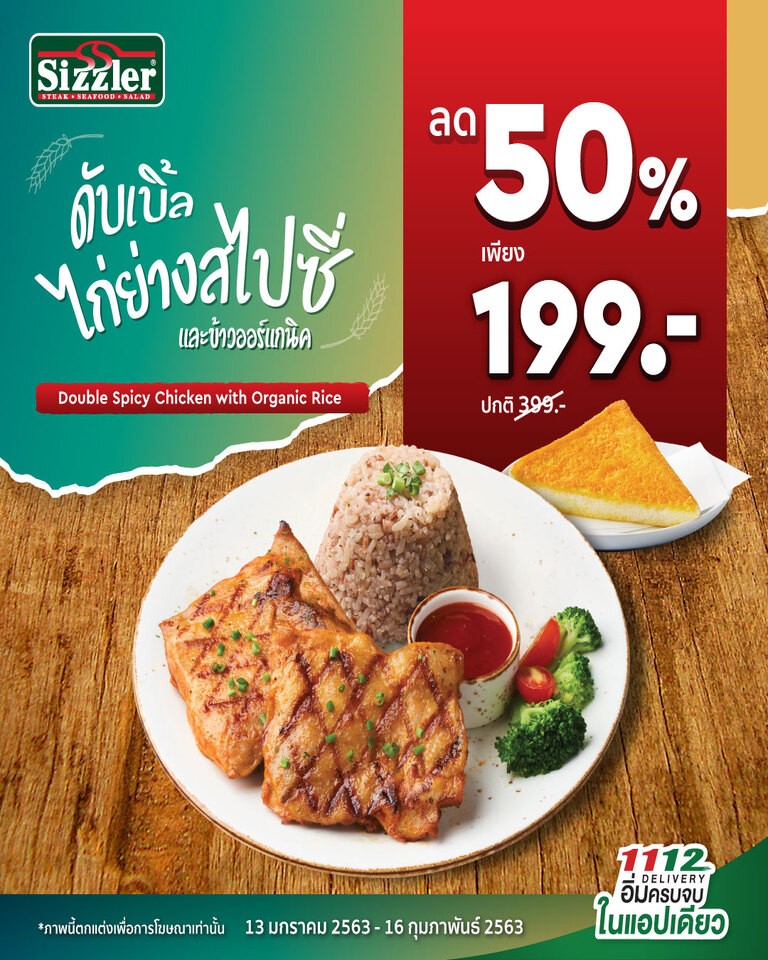 Sizzler®
STEAK • SEAFOOD • SALAD
ดับเบิ้ล
ไก่ย่างสไปซี่
และข้าวออร์แกนิค
Double Spicy Chicken with Organic Rice
ลด 50%
เพียง
199.-
ปกติ 399.-
1112
DELIVERY
อิ่มครบจบ
ในแอปเดียว
*ภาพนี้ตกแต่งเพื่อการโฆษณาเท่านั้น 13 มกราคม 2563 - 16 กุมภาพันธ์ 2563